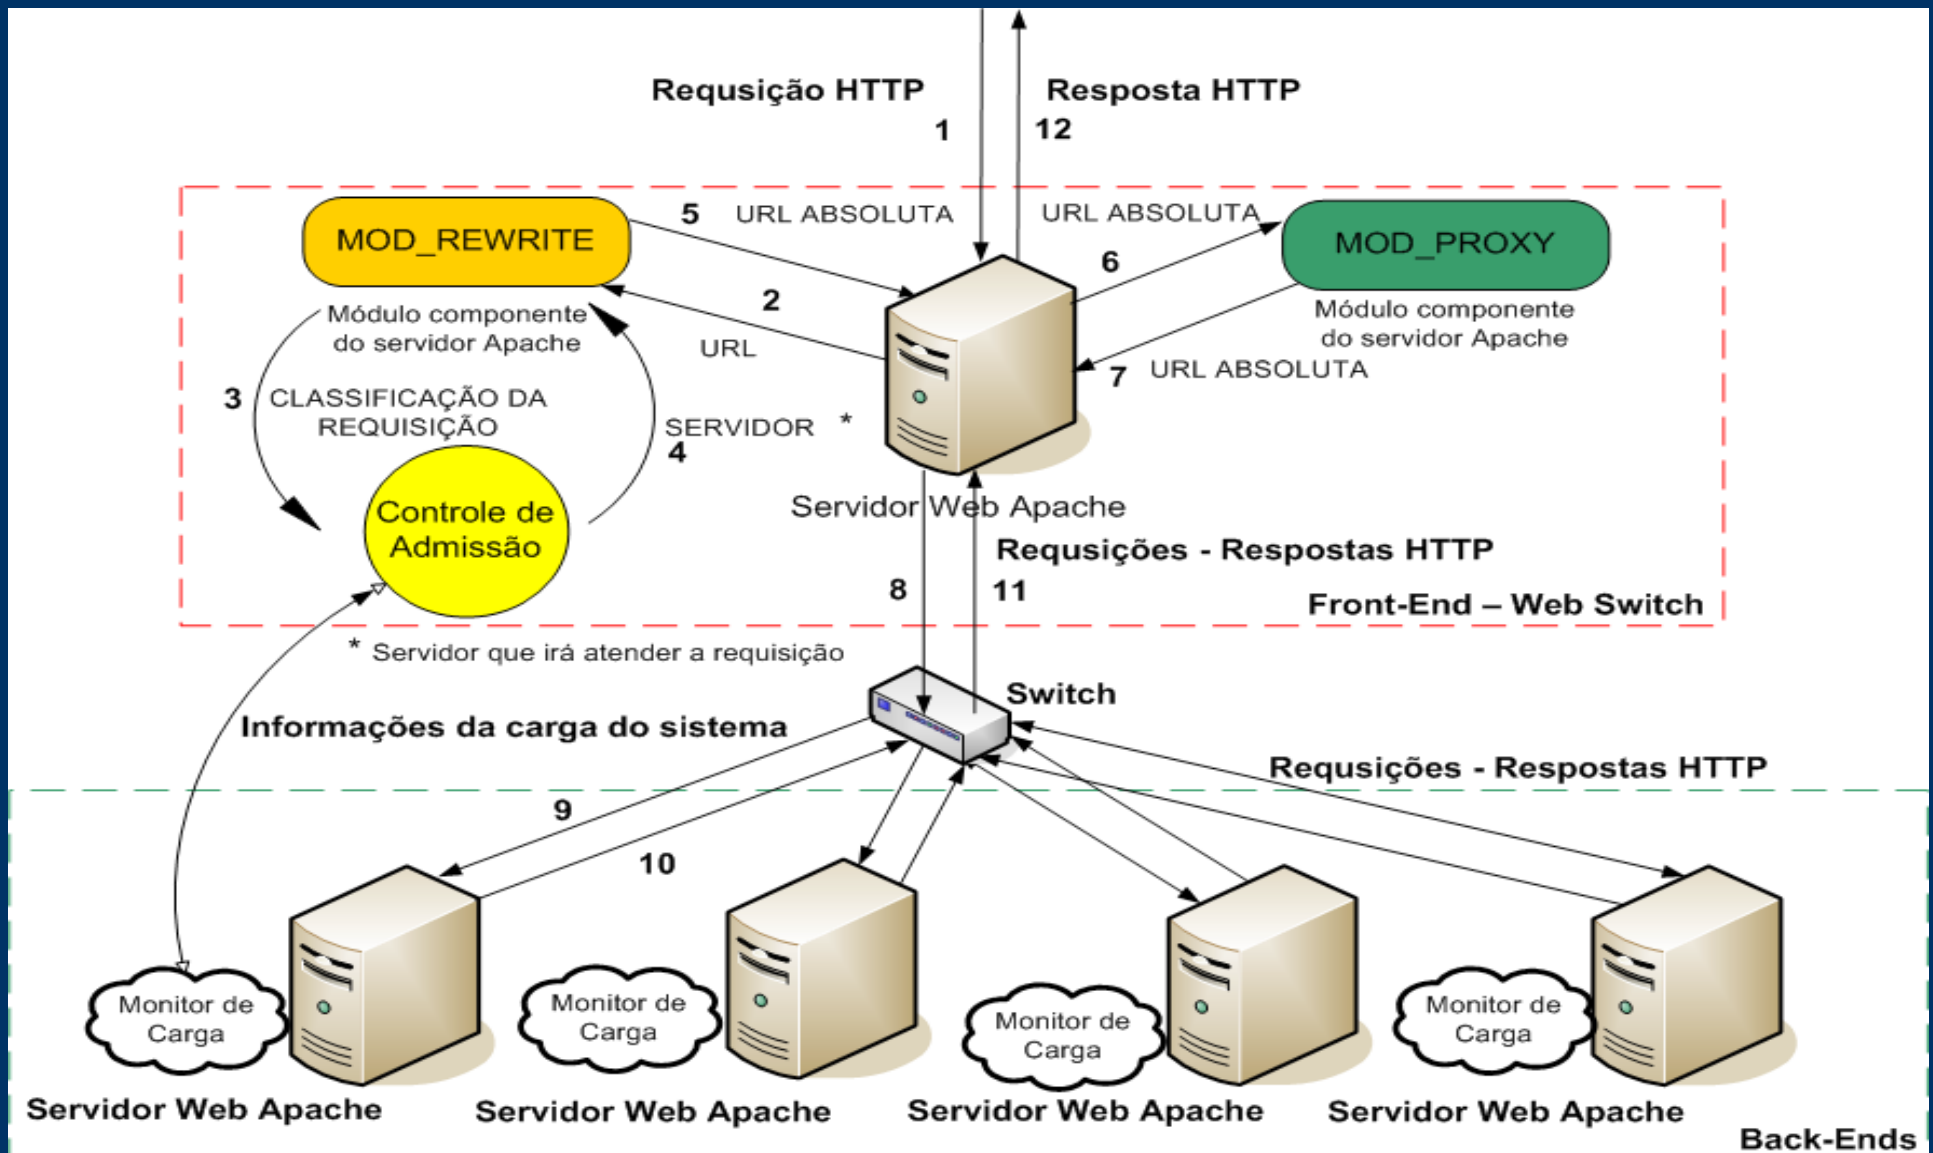 Requsição HTTP
1
Resposta HTTP
12
MOD_REWRITE
5
URL ABSOLUTA
URL ABSOLUTA
MOD_PROXY
6
2
Módulo componente
do servidor Apache
URL
Módulo componente
do servidor Apache
7
URL ABSOLUTA
3
CLASSIFICAÇÃO DA
REQUISIÇÃO
SERVIDOR *
4
Controle de
Admissão
Servidor Web Apache
Requsições - Respostas HTTP
8
11
Front-End – Web Switch
* Servidor que irá atender a requisição
Switch
Informações da carga do sistema
Requsições - Respostas HTTP
9
10
Monitor de
Carga
Monitor de
Carga
Monitor de
Carga
Monitor de
Carga
Servidor Web Apache
Servidor Web Apache
Servidor Web Apache
Servidor Web Apache
Back-Ends